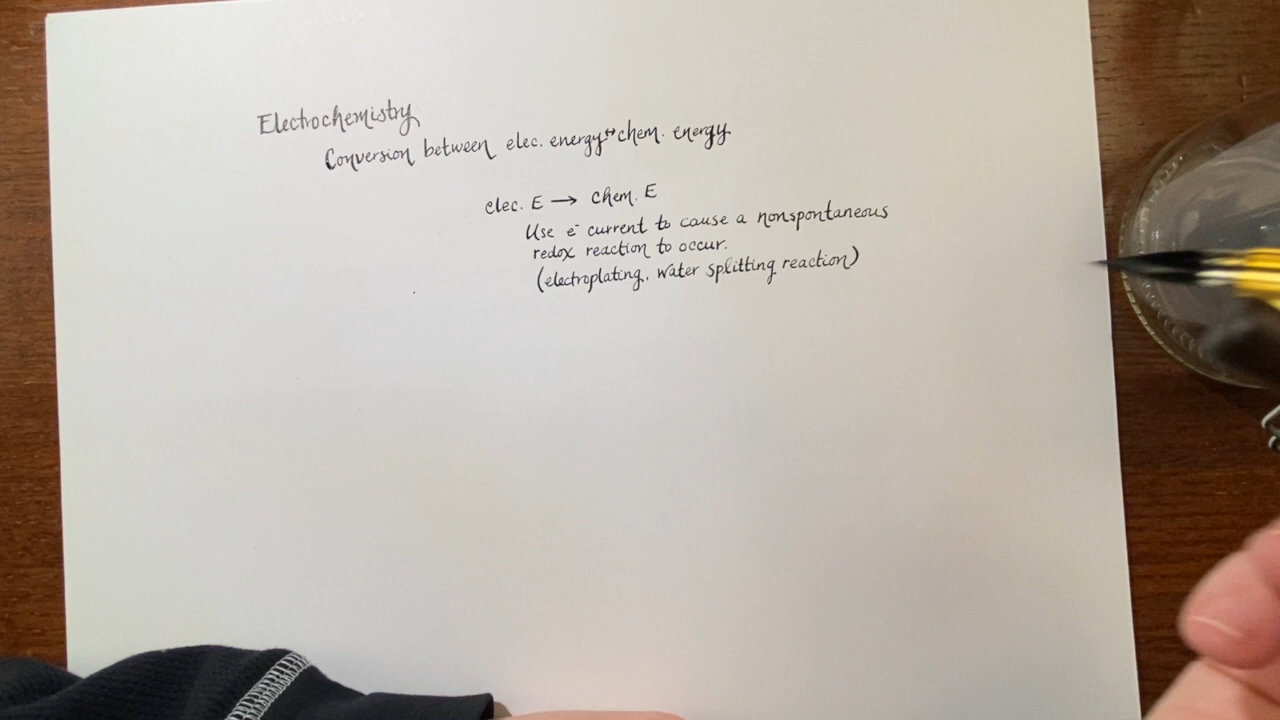 Electrochemistry
Conversion between elec. energy↔chem. energy
elec. E → chem. E
Use e⁻ current to cause a nonspontaneous
redox reaction to occur.
(electroplating, water splitting reaction)